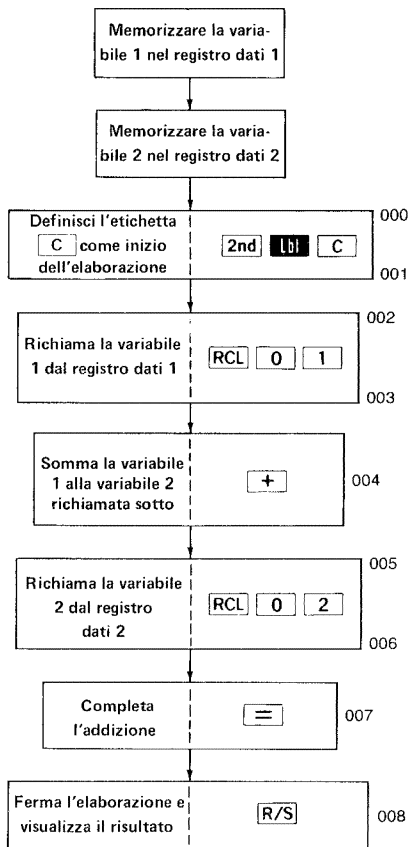 Memorizzare la varia-
bile 1 nel registro dati 1
Memorizzare la varia-
bile 2 nel registro dati 2
000
Definisci l'etichetta
C come inizio
dell'elaborazione
2nd Lbl C
001
002
Richiama la variabile
1 dal registro dati 1
RCL 0 1
003
Somma la variabile
1 alla variabile 2
richiamata sotto
+
004
005
Richiama la variabile
2 dal registro
dati 2
RCL 0 2
006
Completa
l'addizione
=
007
Ferma l'elaborazione e
visualizza il risultato
R/S
008